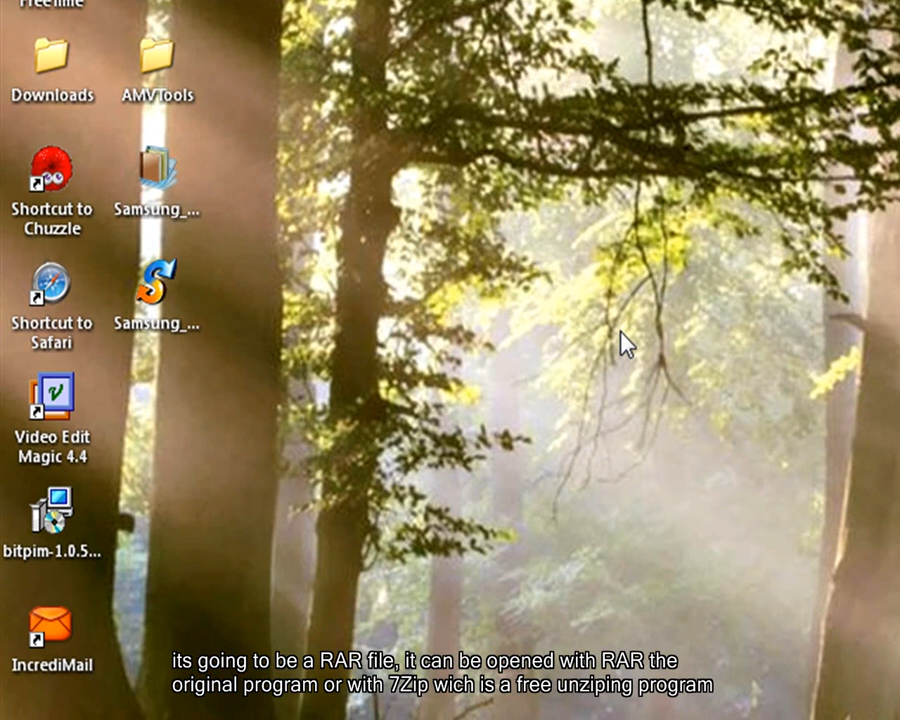 FreeTime
Downloads
AMVTools
Shortcut to
Chuzzle
Samsung_...
Shortcut to
Safari
Samsung_...
Video Edit
Magic 4.4
bitpim-1.0.5...
IncrediMail
its going to be a RAR file, it can be opened with RAR the
original program or with 7Zip wich is a free unziping program